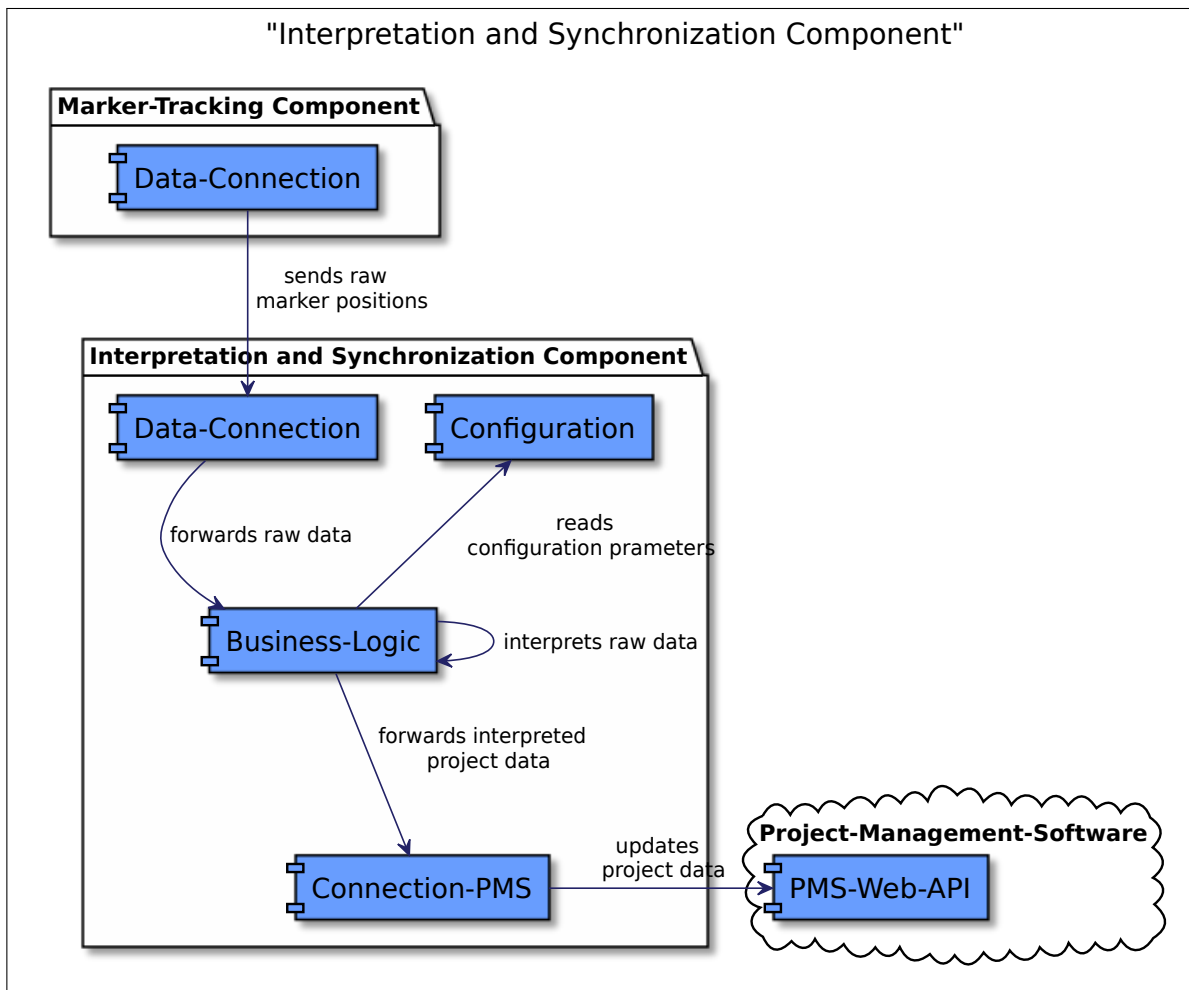 "Interpretation and Synchronization Component"
Marker-Tracking Component
Data-Connection
sends raw
marker positions
Interpretation and Synchronization Component
Data-Connection
Configuration
forwards raw data
reads
configuration prameters
Business-Logic
interprets raw data
forwards interpreted
project data
Project-Management-Software
updates
project data
Connection-PMS
PMS-Web-API